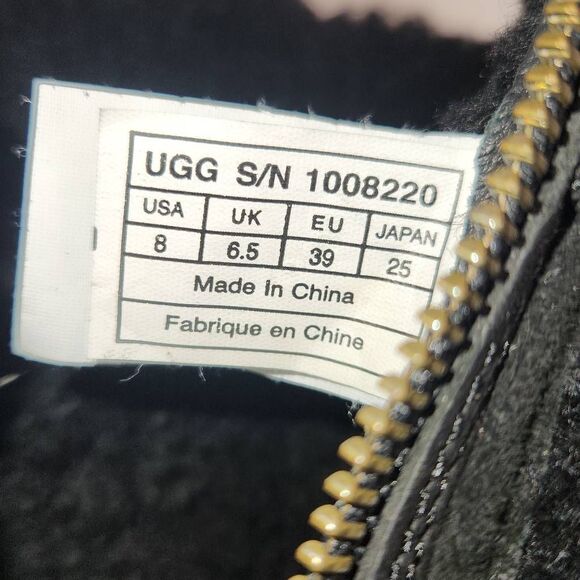 UGG S/N 1008220
USA UK EU JAPAN
8 6.5 39 25
Made In China
Fabrique en Chine